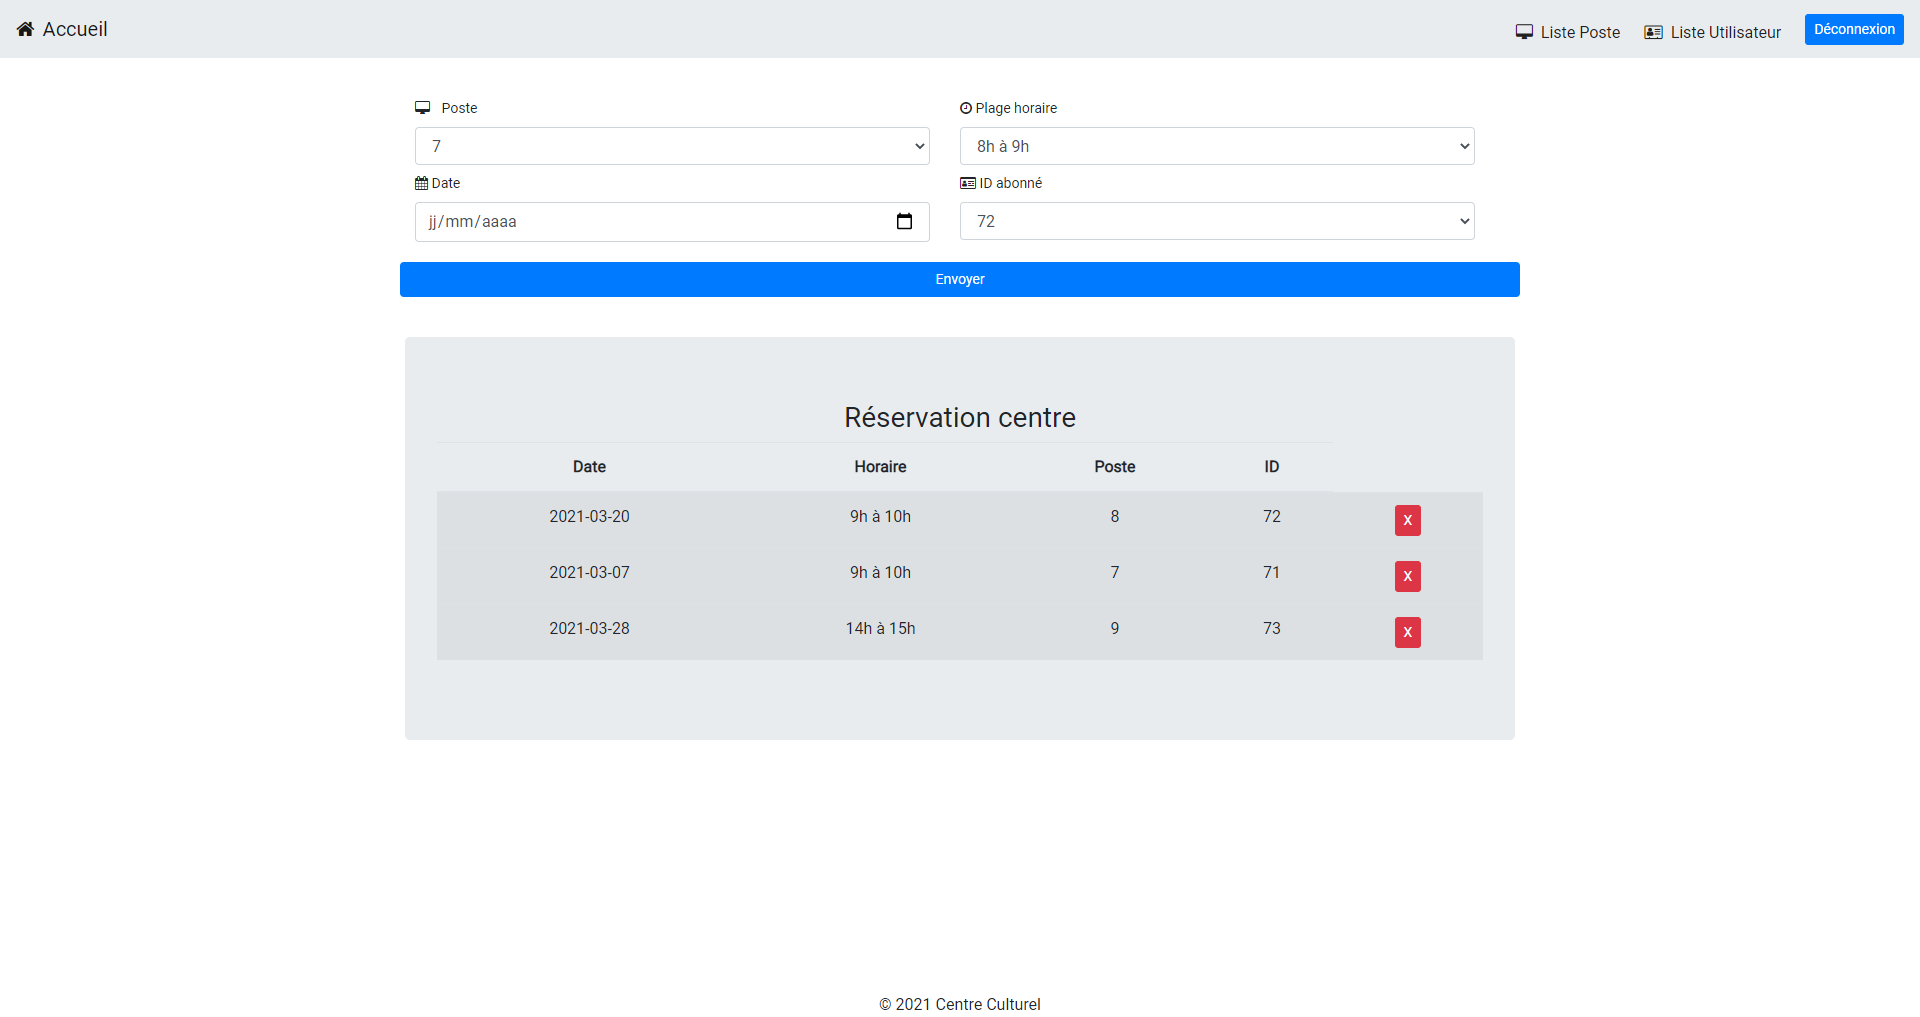 Accueil
Liste Poste
Liste Utilisateur
Déconnexion
Poste
Plage horaire
7
8h à 9h
Date
ID abonné
jj/mm/aaaa
72
Envoyer
Réservation centre
Date Horaire Poste ID
2021-03-20 9h à 10h 8 72 X
2021-03-07 9h à 10h 7 71 X
2021-03-28 14h à 15h 9 73 X
© 2021 Centre Culturel